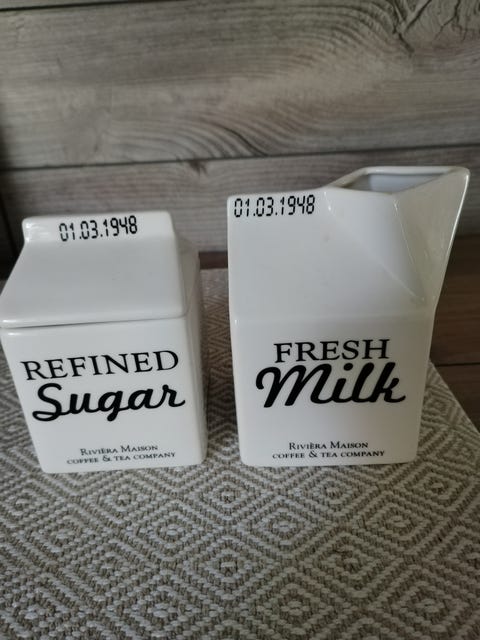 01.03.1948
REFINED
Sugar
RIVIÈRA MAISON
COFFEE & TEA COMPANY
01.03.1948
FRESH
Milk
RIVIÈRA MAISON
COFFEE & TEA COMPANY